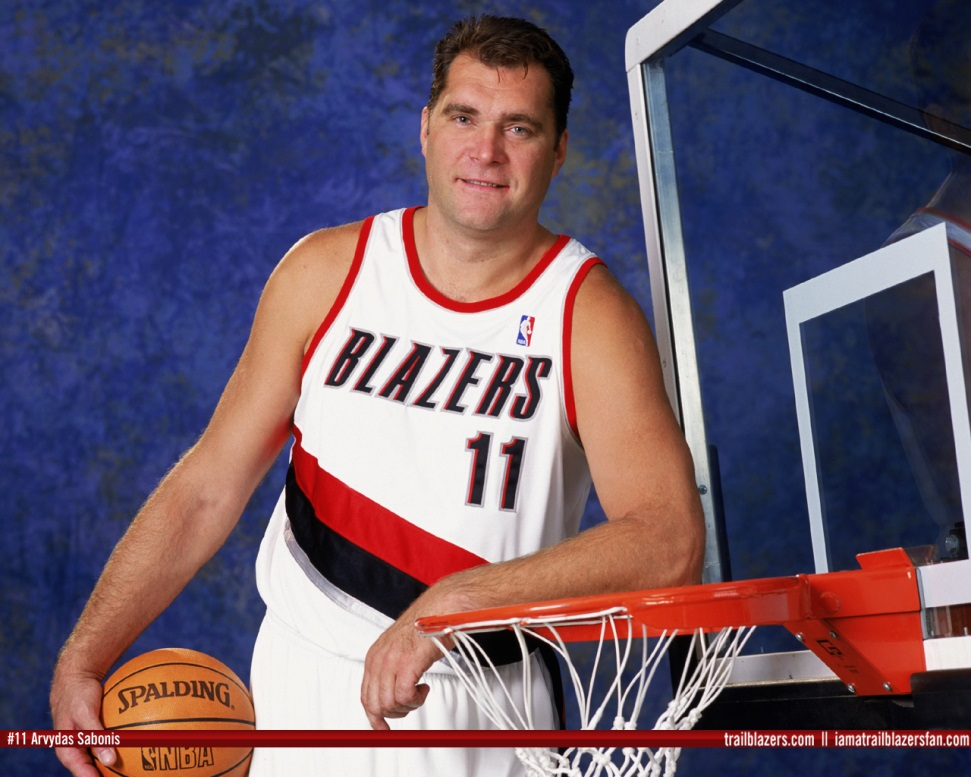 BLAZERS
11
SPALDING
NBA
#11 Arvydas Sabonis
trailblazers.com || iamatrailblazersfan.com